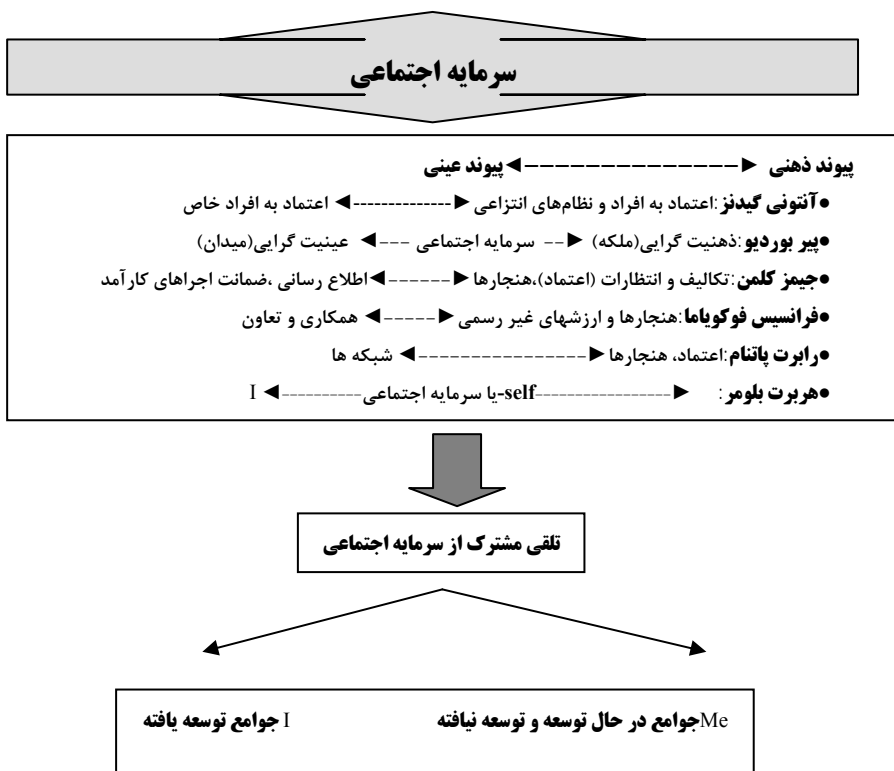 سرمایه اجتماعی
پیوند ذهنی ►--------------◄پیوند عینی
●آنتونی گیدنز:اعتماد به افراد و نظام‌های انتزاعی►--------------◄ اعتماد به افراد خاص
●پیر بوردیو:ذهنیت گرایی(ملکه) ►-- سرمایه اجتماعی ---◄ عینیت گرایی(میدان)
●جیمز کلمن:تکالیف و انتظارات (اعتماد)،هنجارها ►------◄اطلاع رسانی ،ضمانت اجراهای کارآمد
●فرانسیس فوکویاما:هنجارها و ارزشهای غیر رسمی►-----◄ همکاری و تعاون
●رابرت پاتنام:اعتماد، هنجارها ►----------------◄ شبکه ها
●هربرت بلومر: ►-----------------self-یا سرمایه اجتماعی----------◄ I
تلقی مشترک از سرمایه اجتماعی
Meجوامع در حال توسعه و توسعه نیافته I جوامع توسعه یافته